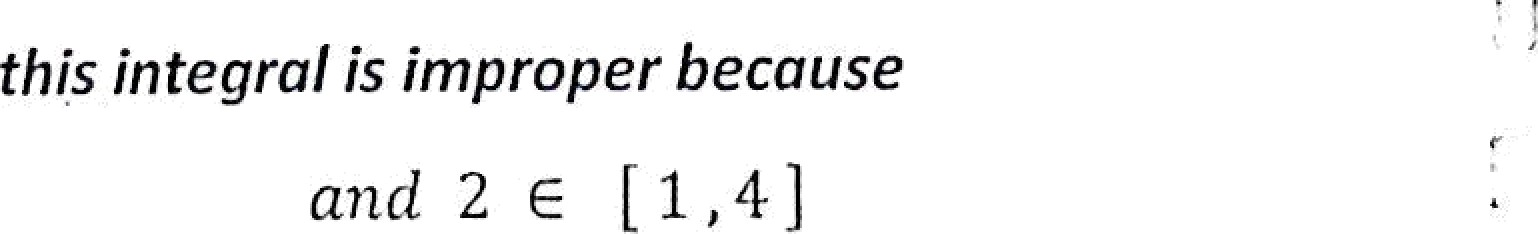 this integral is improper because
and 2 ∈ [1,4]